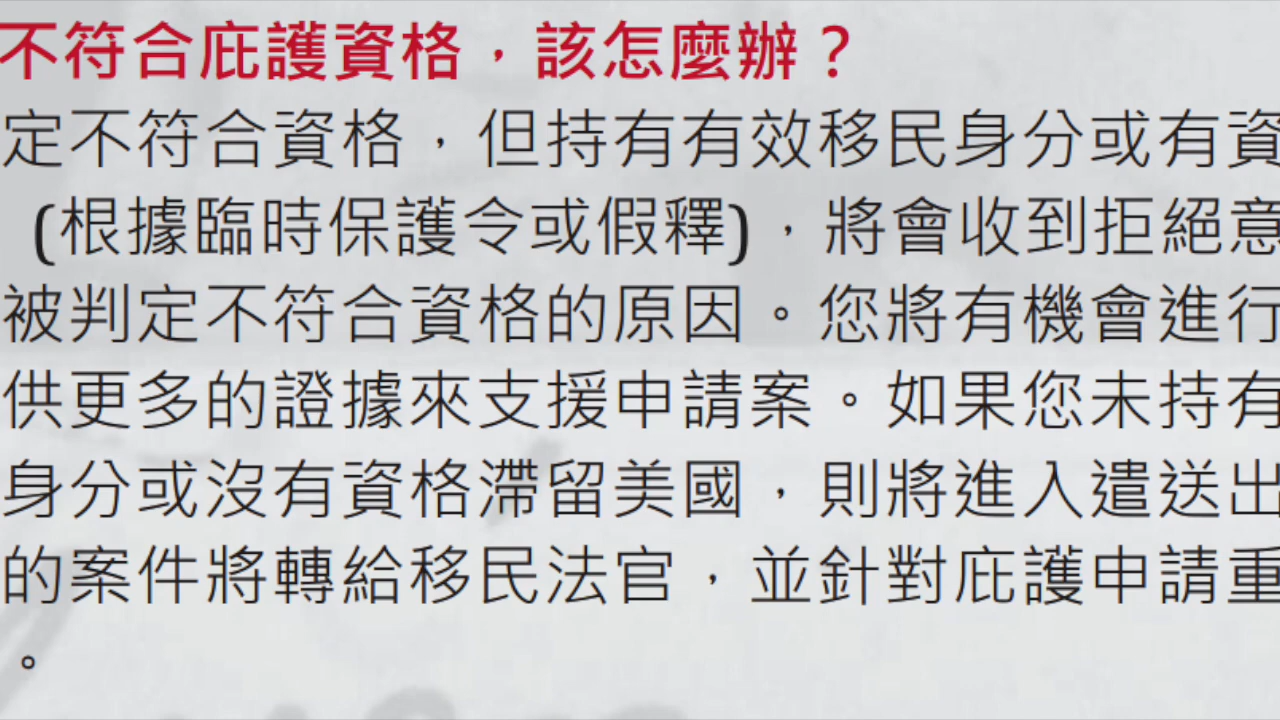 不符合庇護資格，該怎麼辦？
定不符合資格，但持有有效移民身分或有資
(根據臨時保護令或假釋)，將會收到拒絕意
被判定不符合資格的原因。您將有機會進行
供更多的證據來支援申請案。如果您未持有
身分或沒有資格滯留美國，則將進入遣送出
的案件將轉給移民法官，並針對庇護申請重
。